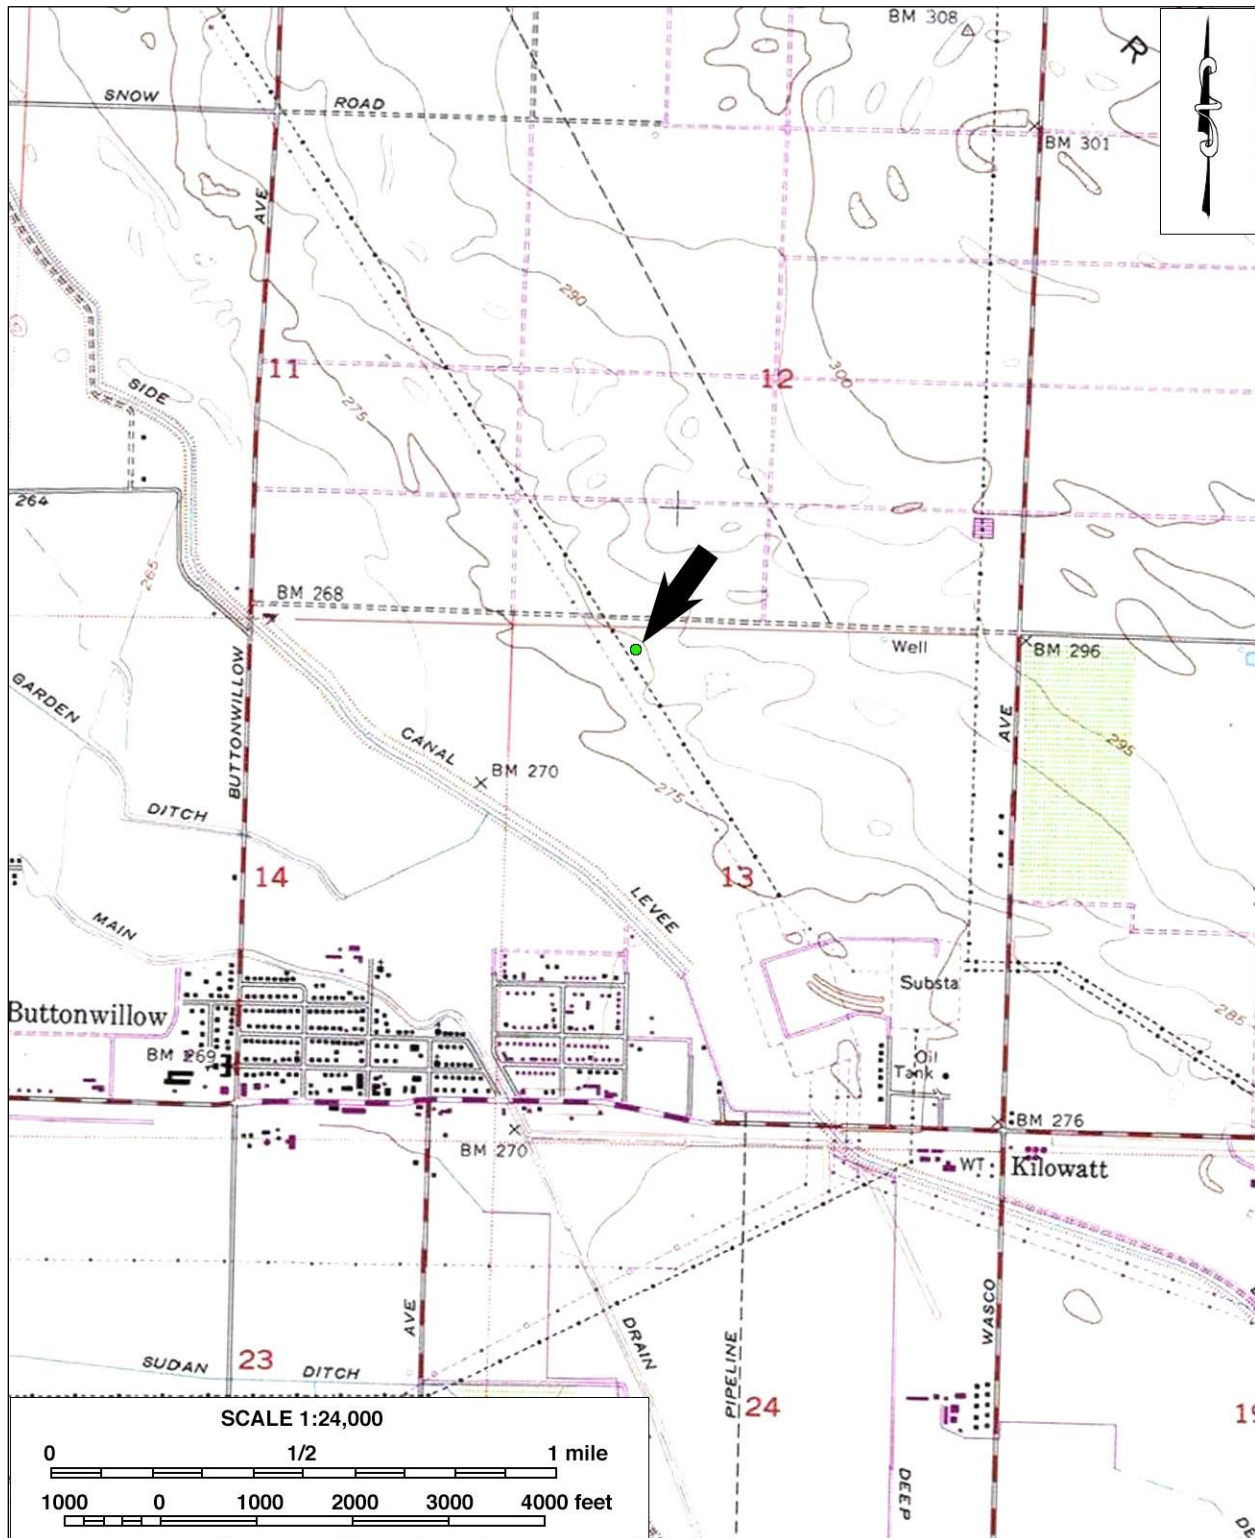 BM 308
R
SNOW ROAD
BM 301
AVE
290
11
12
300
SIDE
275
264
265
BM 268
Well
BM 296
BUTTONWILLOW
GARDEN
AVE
CANAL
295
BM 270
DITCH
275
14
13
LEVEE
MAIN
Substa
Buttonwillow
285
BM 269
Oil
Tank
BM 276
BM 270
WT
Kilowatt
AVE
DRAIN
WASCO
SUDAN DITCH
23
PIPELINE
24
19
SCALE 1:24,000
0 1/2 1 mile
1000 0 1000 2000 3000 4000 feet
DEEP